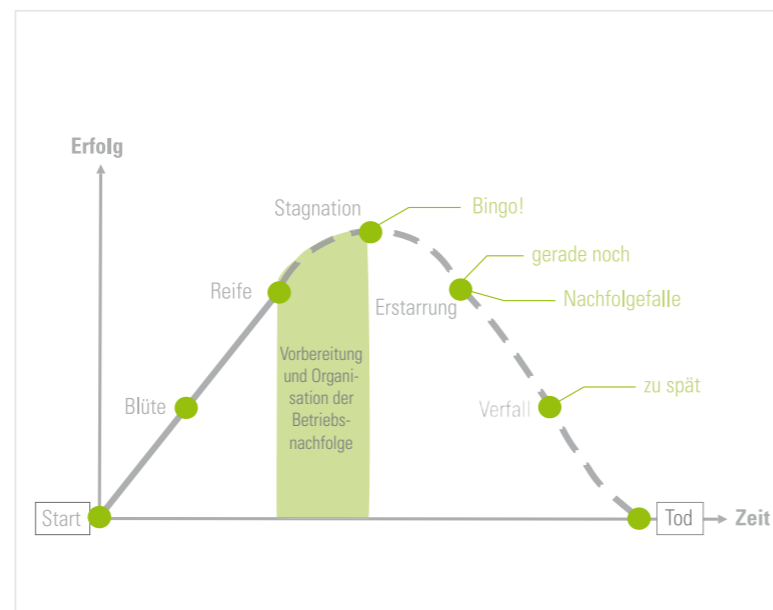 Erfolg
Stagnation
Bingo!
gerade noch
Reife
Nachfolgefalle
Erstarrung
Vorbereitung
und Organi-
sation der
Betriebs-
nachfolge
Blüte
zu spät
Verfall
Start
Tod
Zeit